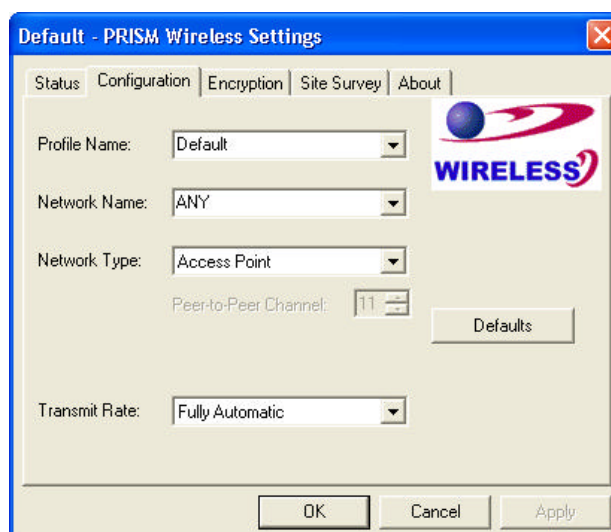 Default - PRISM Wireless Settings
Status Configuration Encryption Site Survey About
Profile Name: Default
WIRELESS
Network Name: ANY
Network Type: Access Point
Peer-to-Peer Channel: 11
Defaults
Transmit Rate: Fully Automatic
OK Cancel Apply